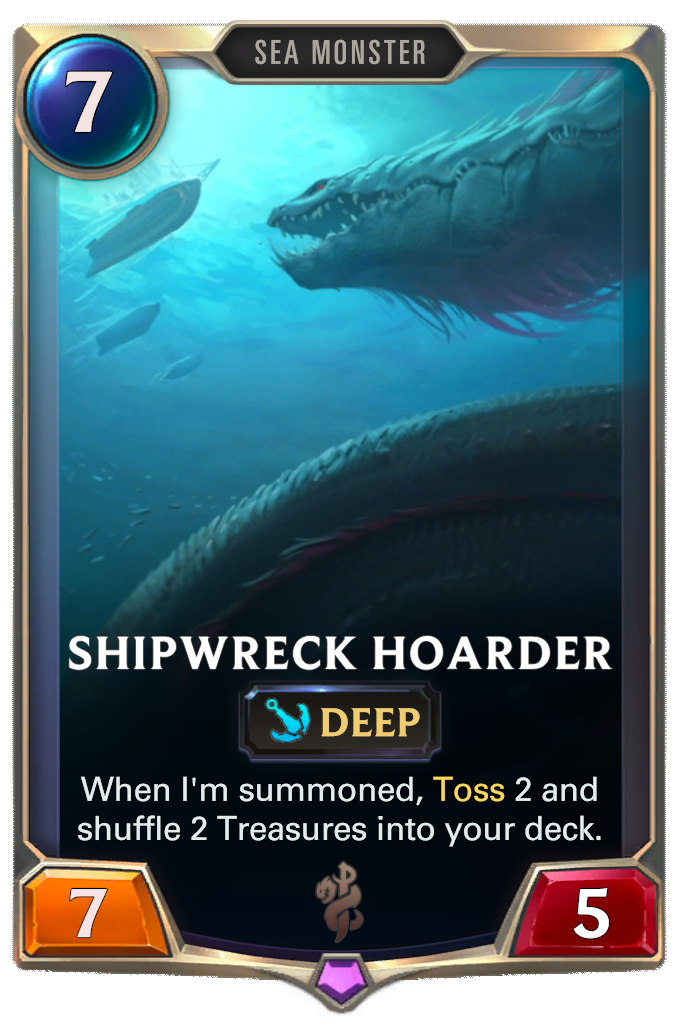 SEA MONSTER
7
SHIPWRECK HOARDER
DEEP
When I'm summoned, Toss 2 and
shuffle 2 Treasures into your deck.
7
5